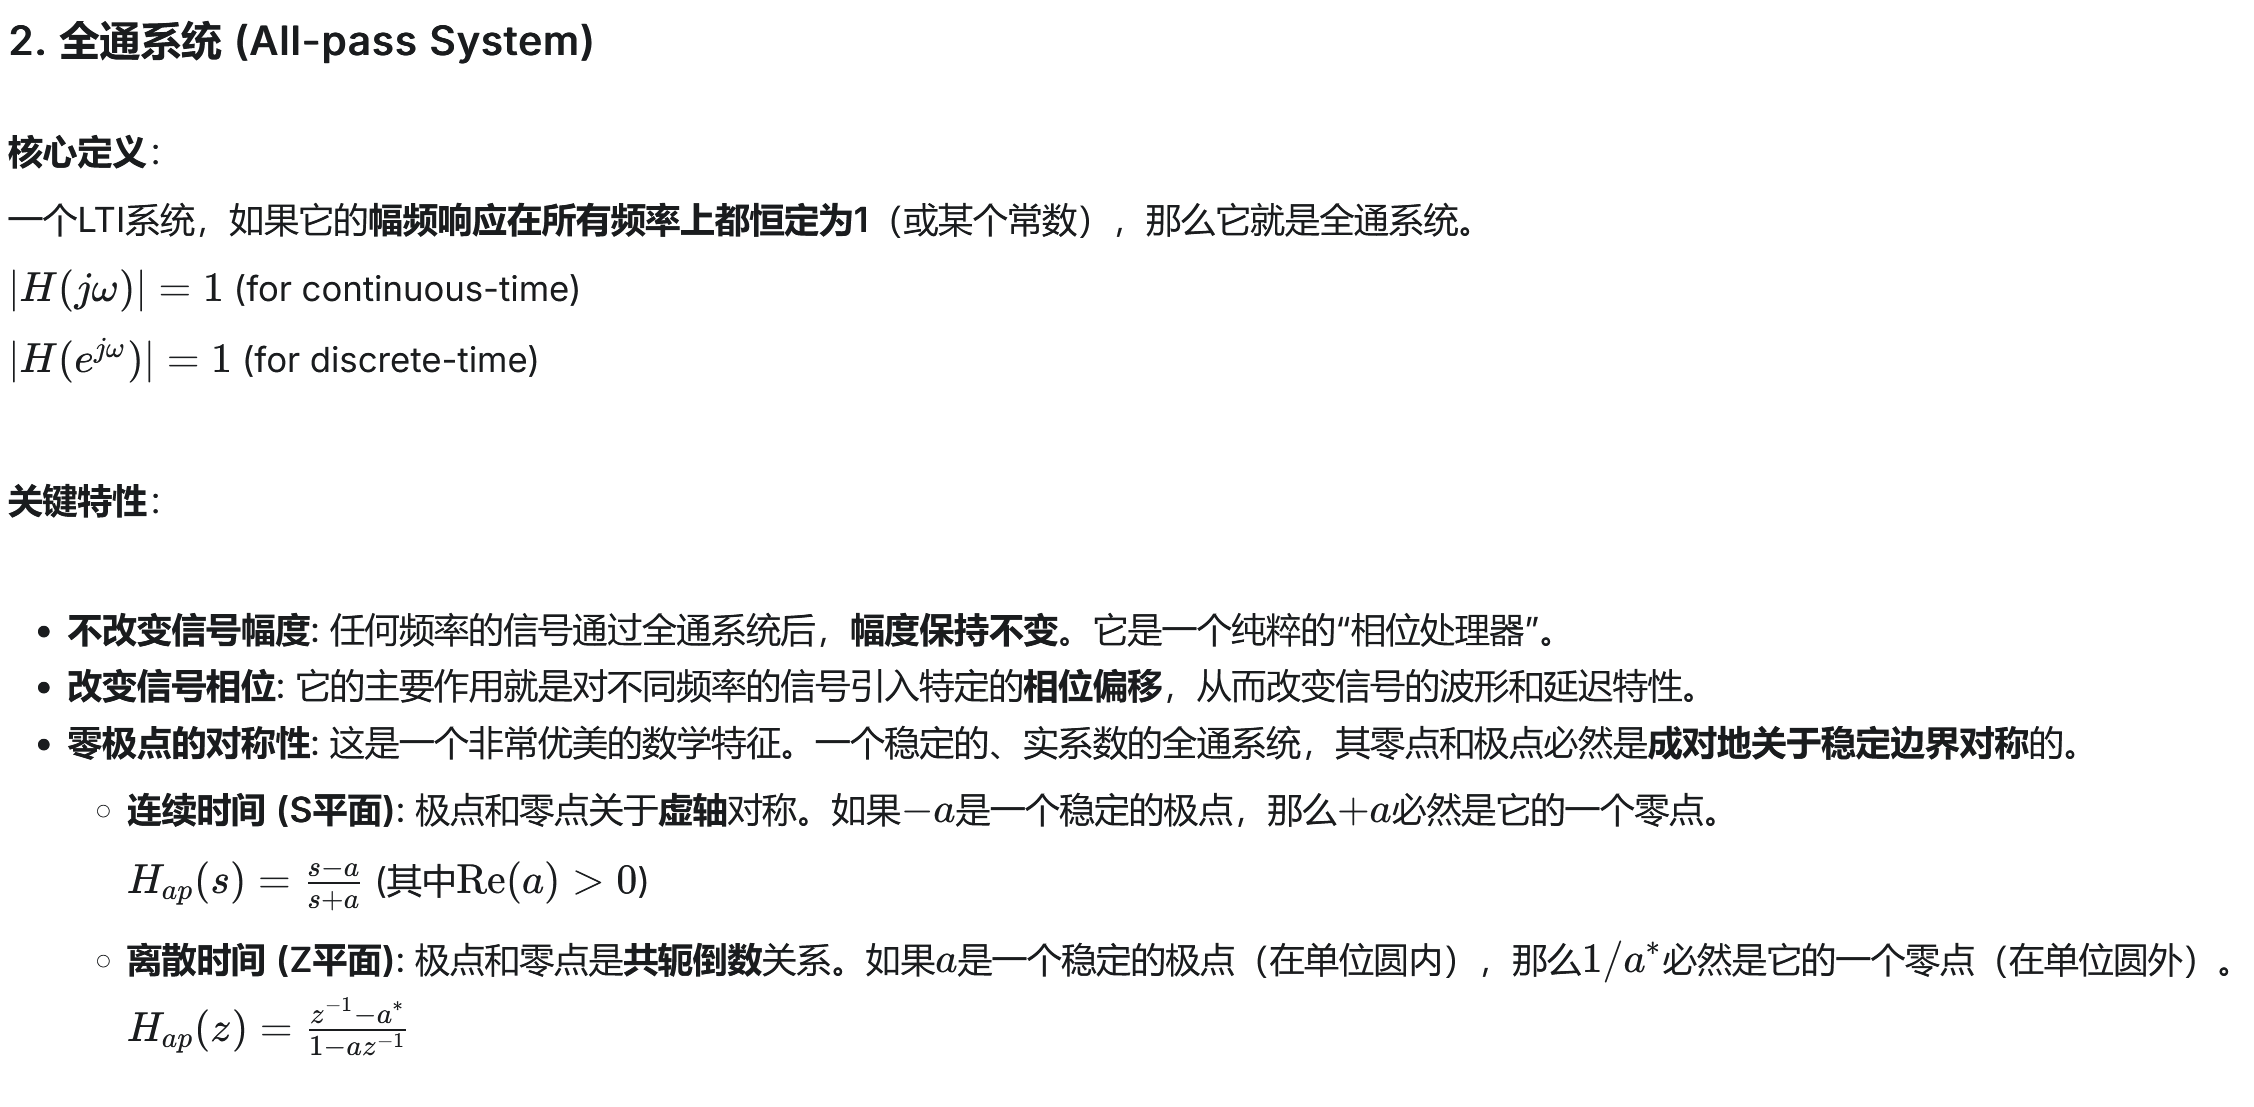 2. 全通系统 (All-pass System)
核心定义:
一个LTI系统，如果它的幅频响应在所有频率上都恒定为1（或某个常数），那么它就是全通系统。
|H(jω)| = 1 (for continuous-time)
|H(e^{jω})| = 1 (for discrete-time)
关键特性:
• 不改变信号幅度: 任何频率的信号通过全通系统后，幅度保持不变。它是一个纯粹的“相位处理器”。
• 改变信号相位: 它的主要作用就是对不同频率的信号引入特定的相位偏移，从而改变信号的波形和延迟特性。
• 零极点的对称性: 这是一个非常优美的数学特征。一个稳定的、实系数的全通系统，其零点和极点必然是成对地关于稳定边界对称的。
○ 连续时间 (S平面): 极点和零点关于虚轴对称。如果−a是一个稳定的极点，那么+a必然是它的一个零点。
H_{ap}(s) = \frac{s−a}{s+a} (其中Re(a) > 0)
○ 离散时间 (Z平面): 极点和零点是共轭倒数关系。如果a是一个稳定的极点（在单位圆内），那么1/a^*必然是它的一个零点（在单位圆外）。
H_{ap}(z) = \frac{z^{−1}−a^*}{1−az^{−1}}